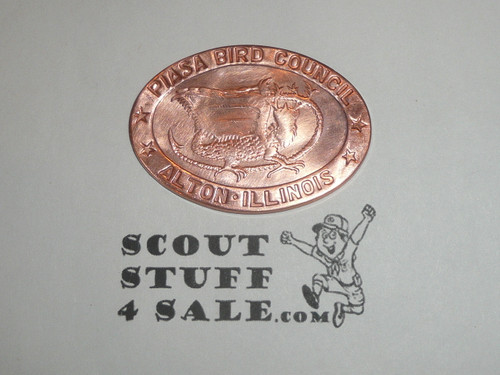 PIASA BIRD COUNCIL
ALTON • ILLINOIS
SCOUT
STUFF
4 SALE.COM